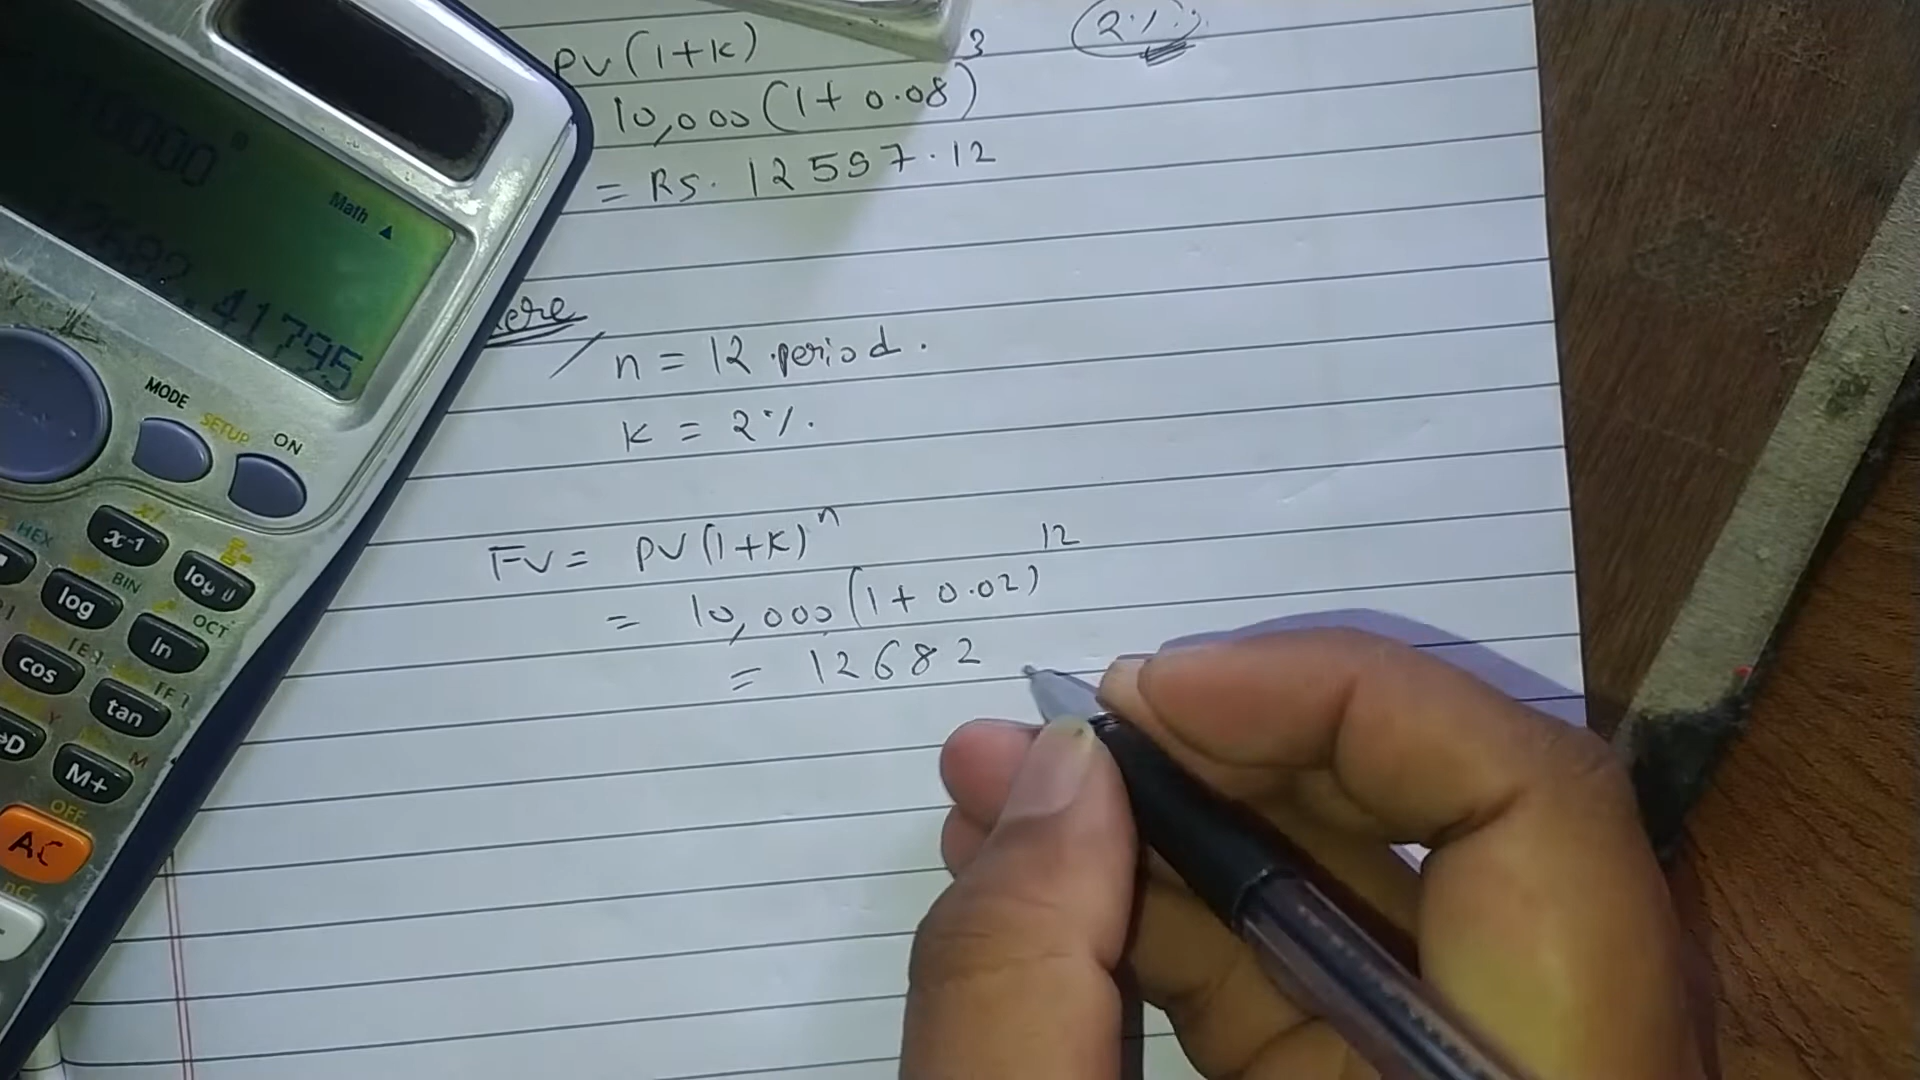 PV(1+k)
2%
10,000(1+0.08)³
= RS. 12597.12
n = 12 period.
k = 2%.
FV = PV(1+k)ⁿ
= 10,000(1+0.02)¹²
= 12682
10000
Math ▲
2682.41795
MODE
SETUP
ON
HEX
x⁻¹
log
BIN
log
OCT
ln
cos
tan
M
M+
OFF
AC
nCr